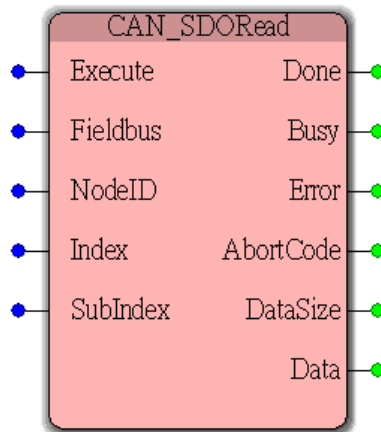 CAN_SDORead
Execute Done
Fieldbus Busy
NodeID Error
Index AbortCode
SubIndex DataSize
Data